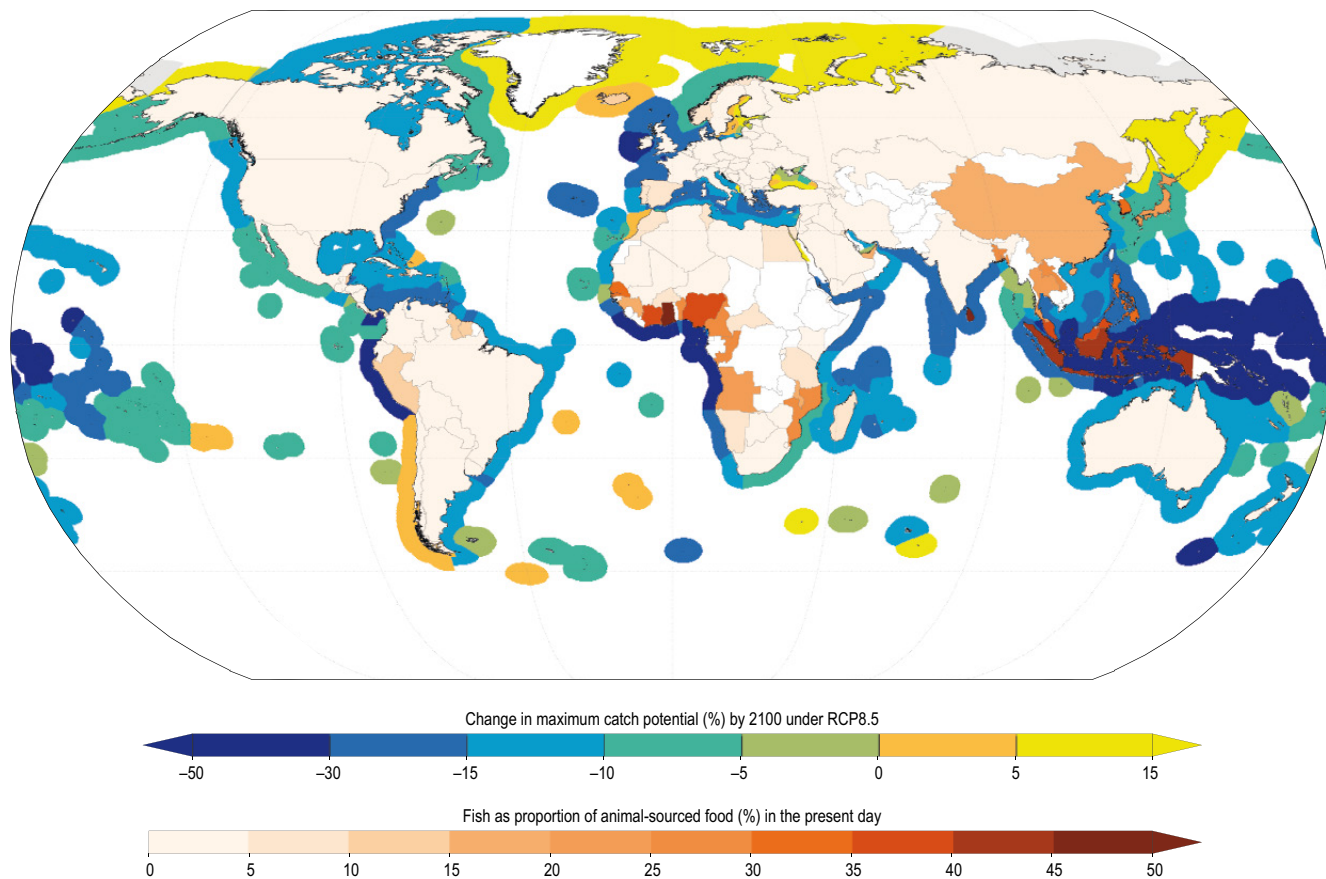 Change in maximum catch potential (%) by 2100 under RCP8.5
–50 –30 –15 –10 –5 0 5 15
Fish as proportion of animal-sourced food (%) in the present day
0 5 10 15 20 25 30 35 40 45 50